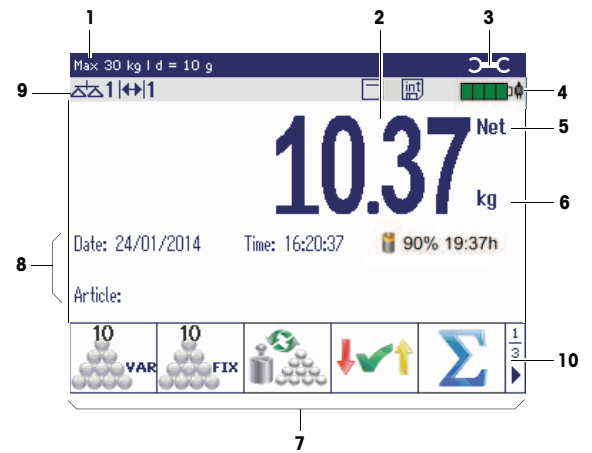 1 2 3
Max 30 kg | d = 10 g
9 1 1 int 4
10.37 Net 5
kg 6
Date: 24/01/2014 Time: 16:20:37 90% 19:37h
8
Article:
10 VAR 10 FIX Σ 1/3 10
7